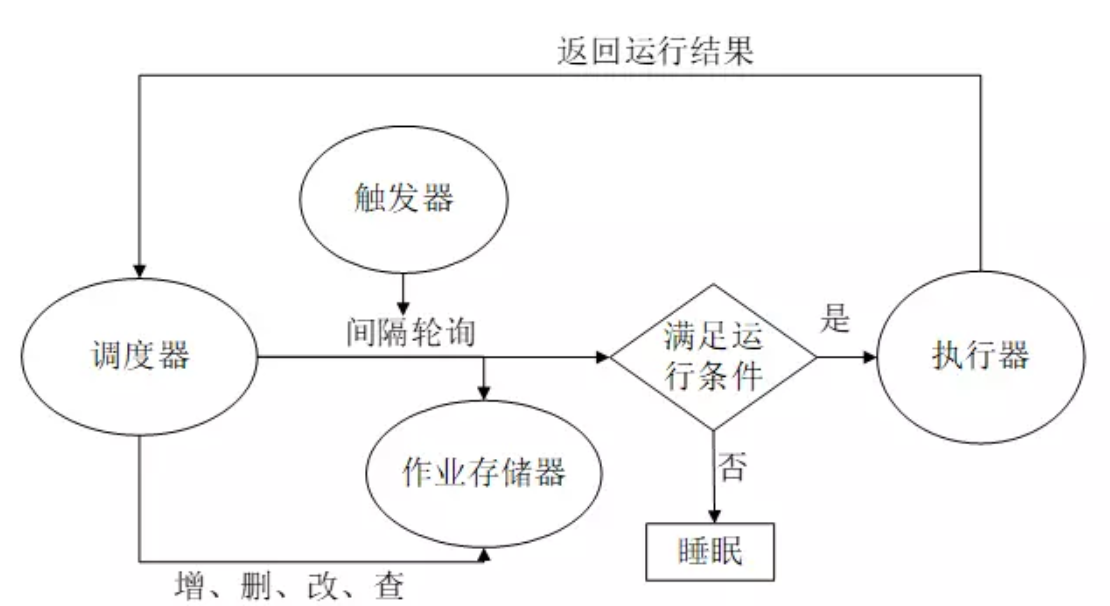 返回运行结果
触发器
间隔轮询
调度器
满足运
行条件
是
执行器
作业存储器
否
睡眠
增、删、改、查